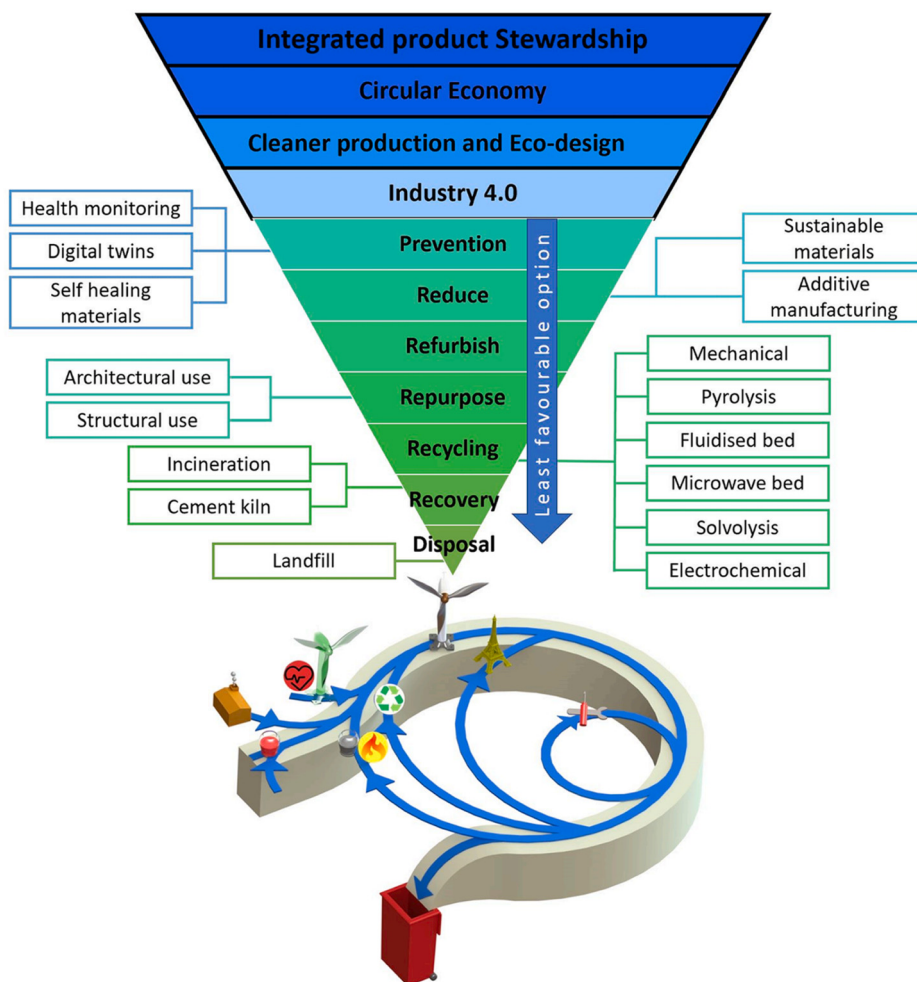 Integrated product Stewardship
Circular Economy
Cleaner production and Eco-design
Industry 4.0
Prevention
Reduce
Refurbish
Repurpose
Recycling
Recovery
Disposal
Least favourable option
Health monitoring
Digital twins
Self healing
materials
Architectural use
Structural use
Incineration
Cement kiln
Landfill
Sustainable
materials
Additive
manufacturing
Mechanical
Pyrolysis
Fluidised bed
Microwave bed
Solvolysis
Electrochemical